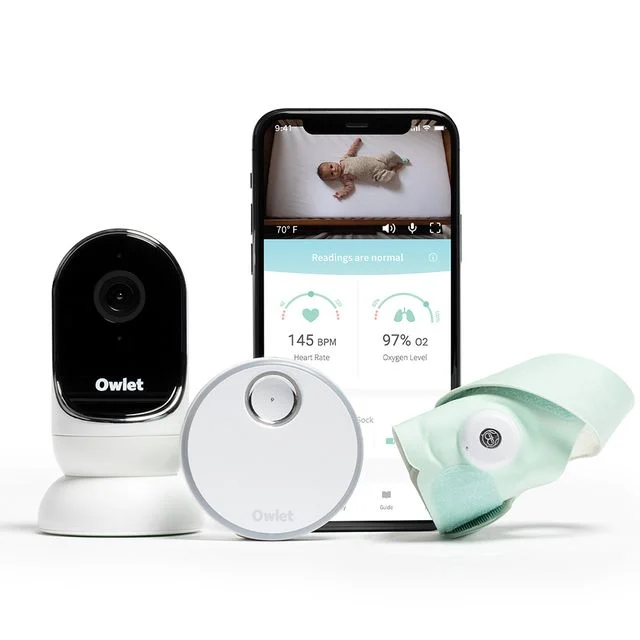 9:41
70° F
Readings are normal
145 BPM
97% O2
Heart Rate
Oxygen Level
Owlet
Sock
Owlet
Guide